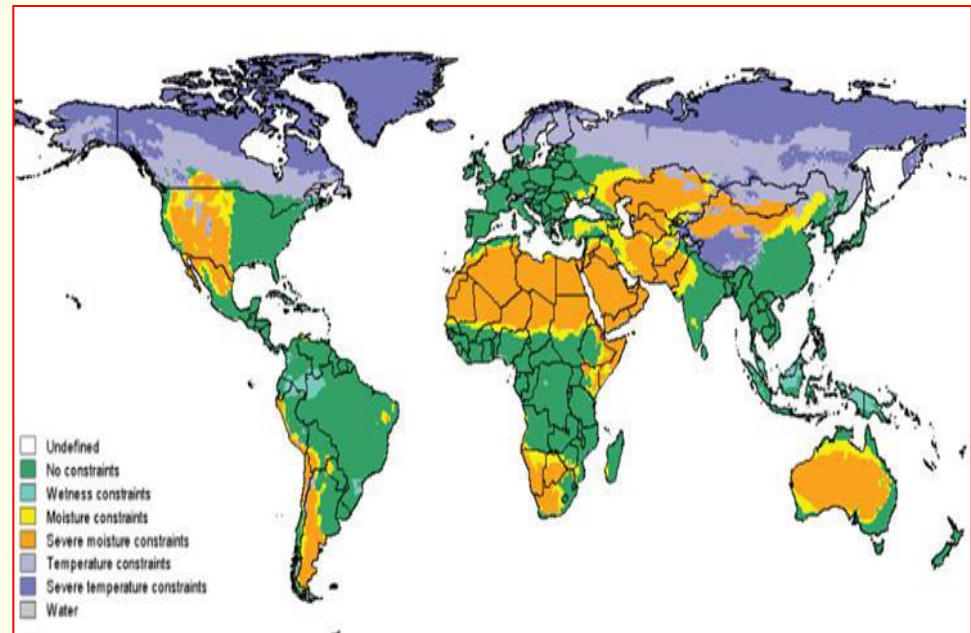 Undefined
No constraints
Wetness constraints
Moisture constraints
Severe moisture constraints
Temperature constraints
Severe temperature constraints
Water